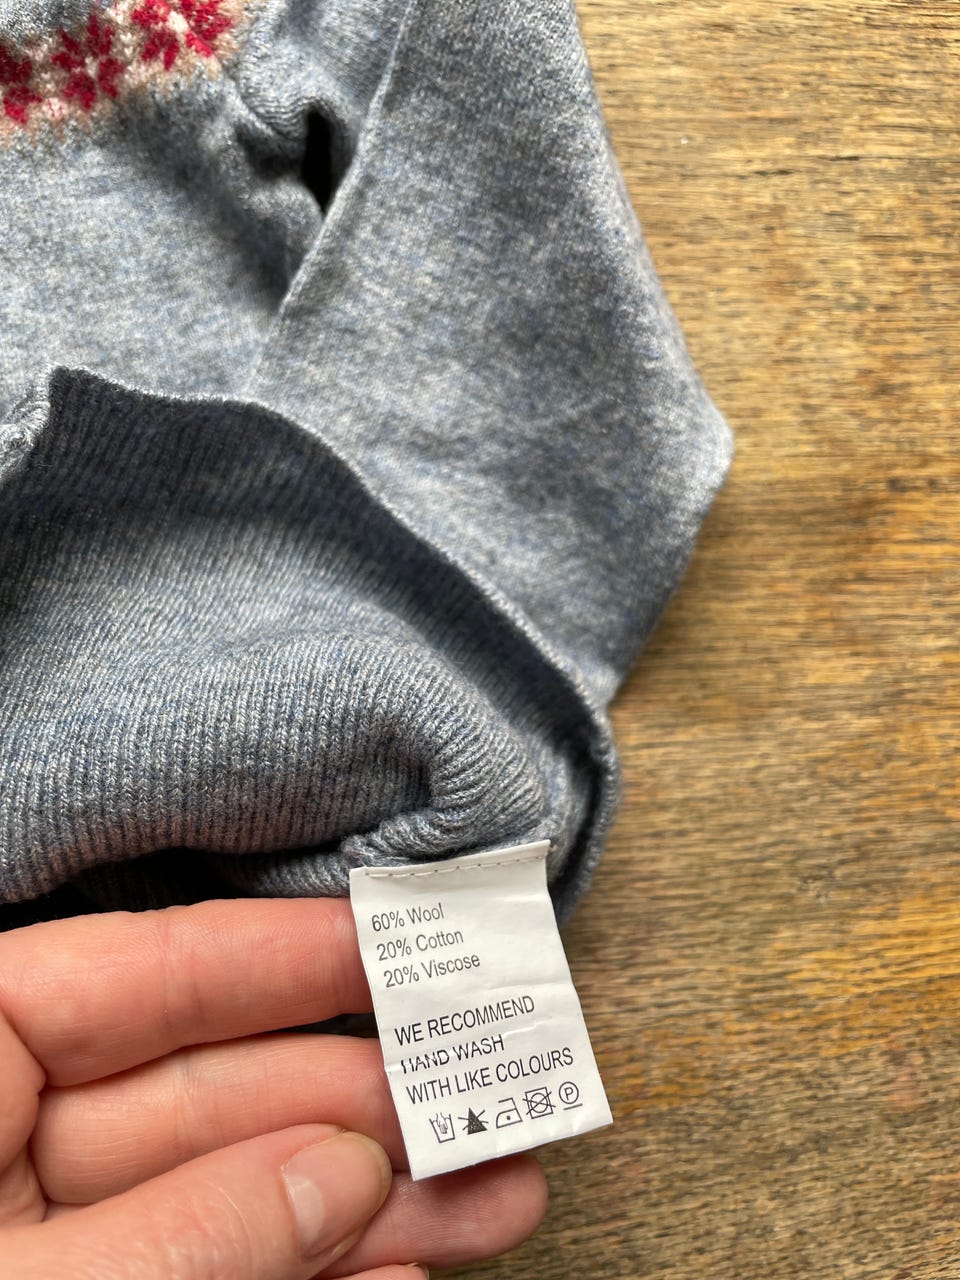 60% Wool
20% Cotton
20% Viscose
WE RECOMMEND
HAND WASH
WITH LIKE COLOURS
P